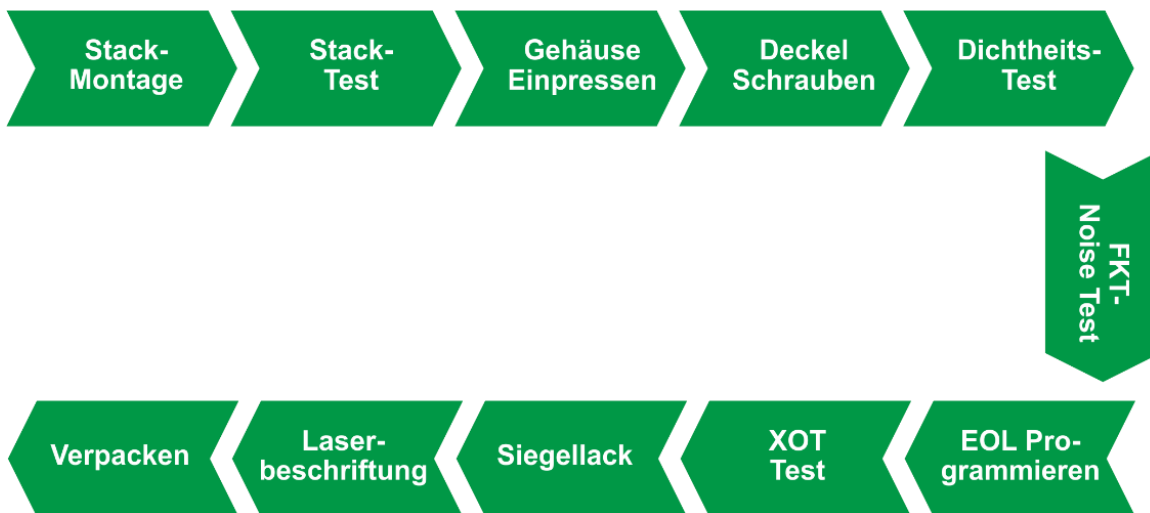 Stack-
Montage
Stack-
Test
Gehäuse
Einpressen
Deckel
Schrauben
Dichtheits-
Test
FKT-
Noise Test
EOL Pro-
grammieren
XOT
Test
Siegellack
Laser-
beschriftung
Verpacken